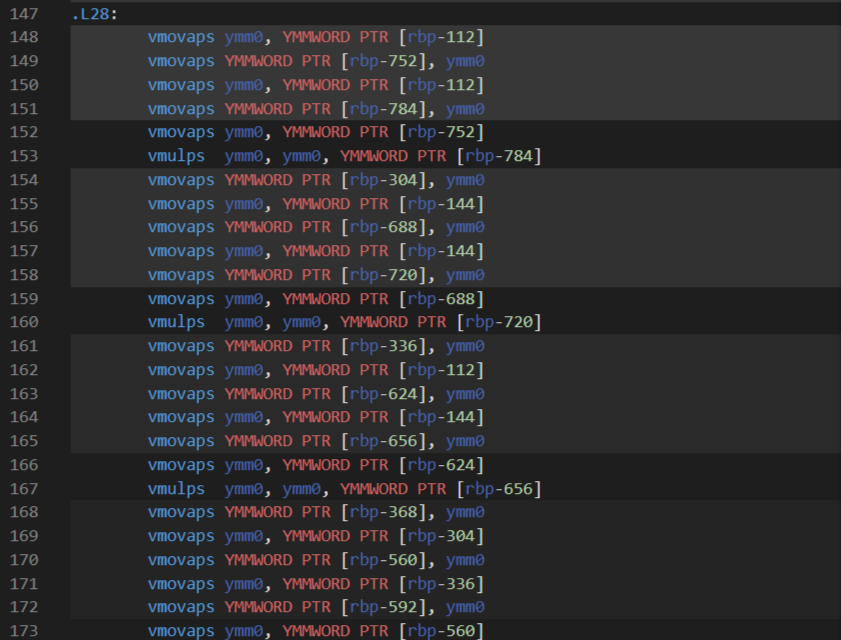 147 .L28:
148 vmovaps ymm0, YMMWORD PTR [rbp-112]
149 vmovaps YMMWORD PTR [rbp-752], ymm0
150 vmovaps ymm0, YMMWORD PTR [rbp-112]
151 vmovaps YMMWORD PTR [rbp-784], ymm0
152 vmovaps ymm0, YMMWORD PTR [rbp-752]
153 vmulps ymm0, ymm0, YMMWORD PTR [rbp-784]
154 vmovaps YMMWORD PTR [rbp-304], ymm0
155 vmovaps ymm0, YMMWORD PTR [rbp-144]
156 vmovaps YMMWORD PTR [rbp-688], ymm0
157 vmovaps ymm0, YMMWORD PTR [rbp-144]
158 vmovaps YMMWORD PTR [rbp-720], ymm0
159 vmovaps ymm0, YMMWORD PTR [rbp-688]
160 vmulps ymm0, ymm0, YMMWORD PTR [rbp-720]
161 vmovaps YMMWORD PTR [rbp-336], ymm0
162 vmovaps ymm0, YMMWORD PTR [rbp-112]
163 vmovaps YMMWORD PTR [rbp-624], ymm0
164 vmovaps ymm0, YMMWORD PTR [rbp-144]
165 vmovaps YMMWORD PTR [rbp-656], ymm0
166 vmovaps ymm0, YMMWORD PTR [rbp-624]
167 vmulps ymm0, ymm0, YMMWORD PTR [rbp-656]
168 vmovaps YMMWORD PTR [rbp-368], ymm0
169 vmovaps ymm0, YMMWORD PTR [rbp-304]
170 vmovaps YMMWORD PTR [rbp-560], ymm0
171 vmovaps ymm0, YMMWORD PTR [rbp-336]
172 vmovaps YMMWORD PTR [rbp-592], ymm0
173 vmovaps ymm0, YMMWORD PTR [rbp-560]